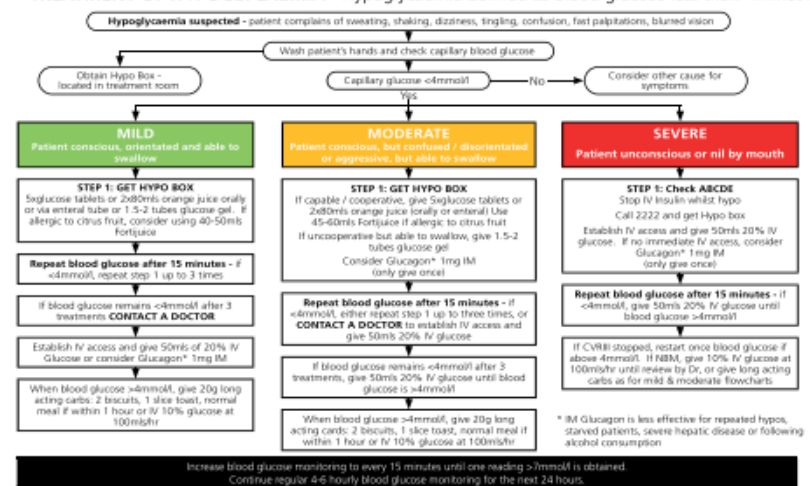 Hypoglycaemia suspected - patient complains of sweating, shaking, dizziness, tingling, confusion, fast palpitations, blurred vision
Wash patient's hands and check capillary blood glucose
Obtain Hypo Box -
located in treatment room
Capillary glucose <4mmol/l
No
Consider other cause for
symptoms
Yes
MILD
Patient conscious, orientated and able to
swallow
STEP 1: GET HYPO BOX
5xglucose tablets or 2x80mls orange juice orally
or via enteral tube or 1.5-2 tubes glucose gel. If
allergic to citrus fruit, consider using 40-50mls
Fortijuice
Repeat blood glucose after 15 minutes - if
<4mmol/l, repeat step 1 up to 3 times
If blood glucose remains <4mmol/l after 3
treatments CONTACT A DOCTOR
Establish IV access and give 50mls of 20% IV
Glucose or consider Glucagon* 1mg IM
When blood glucose >4mmol/l, give 20g long
acting carbs: 2 biscuits, 1 slice toast, normal
meal if within 1 hour or IV 10% glucose at
100mls/hr
MODERATE
Patient conscious, but confused / disorientated
or aggressive, but able to swallow
STEP 1: GET HYPO BOX
If capable / cooperative, give 5xglucose tablets or
2x80mls orange juice (orally or enteral) Use
45-60mls Fortijuice if allergic to citrus fruit
If uncooperative but able to swallow, give 1.5-2
tubes glucose gel
Consider Glucagon* 1mg IM
(only give once)
Repeat blood glucose after 15 minutes - if
<4mmol/l, either repeat step 1 up to three times, or
CONTACT A DOCTOR to establish IV access and
give 50mls 20% IV glucose
If blood glucose remains <4mmol/l after 3
treatments, give 50mls 20% IV glucose until blood
glucose is >4mmol/l
When blood glucose >4mmol/l, give 20g long
acting cards: 2 biscuits, 1 slice toast, normal meal if
within 1 hour or IV 10% glucose at 100mls/hr
SEVERE
Patient unconscious or nil by mouth
STEP 1: Check ABCDE
Stop IV Insulin whilst hypo
Call 2222 and get Hypo box
Establish IV access and give 50mls 20% IV
glucose. If no immediate IV access, consider
Glucagon* 1mg IM
(only give once)
Repeat blood glucose after 15 minutes - if
<4mmol/l, give 50mls 20% IV glucose until
blood glucose >4mmol/l
If CVRIII stopped, restart once blood glucose if
above 4mmol/l. If NBM, give 10% IV glucose at
100mls/hr until review by Dr, or give long acting
carbs as for mild & moderate flowcharts
* IM Glucagon is less effective for repeated hypos,
starved patients, severe hepatic disease or following
alcohol consumption
Increase blood glucose monitoring to every 15 minutes until one reading >7mmol/l is obtained.
Continue regular 4-6 hourly blood glucose monitoring for the next 24 hours.